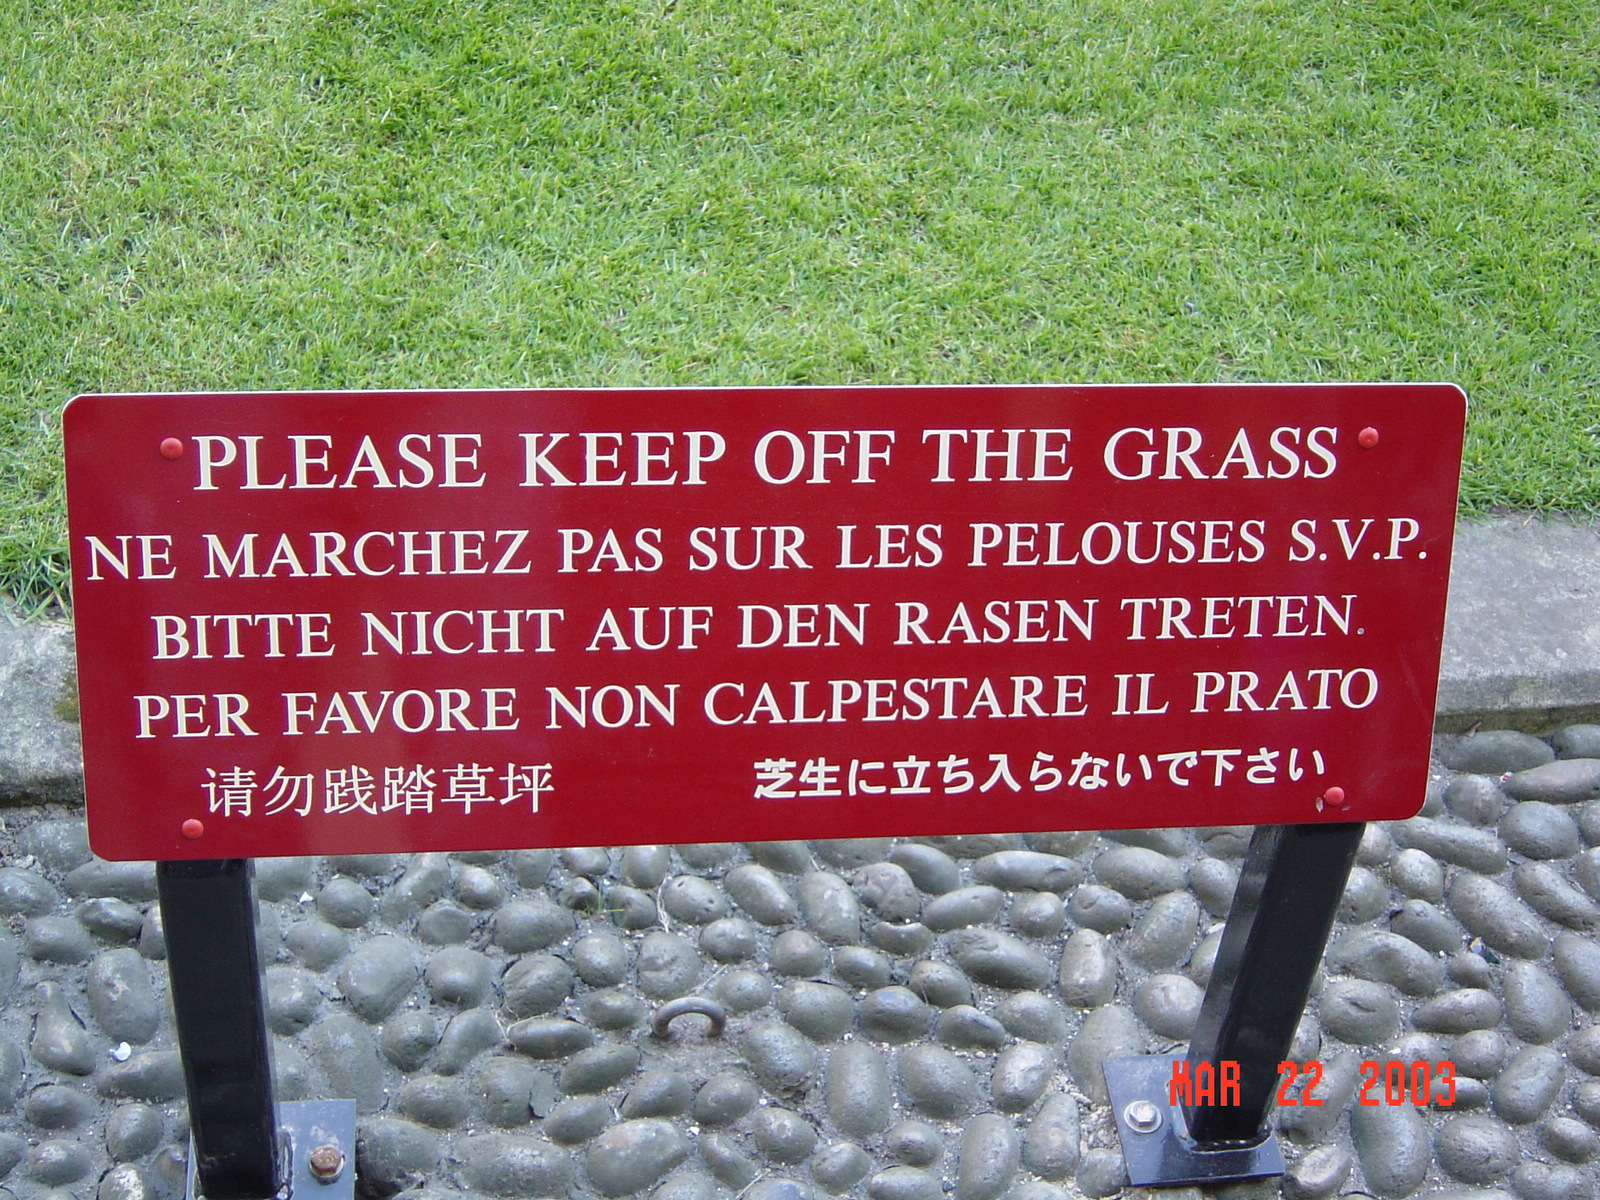 PLEASE KEEP OFF THE GRASS
NE MARCHEZ PAS SUR LES PELOUSES S.V.P.
BITTE NICHT AUF DEN RASEN TRETEN.
PER FAVORE NON CALPESTARE IL PRATO
请勿践踏草坪 芝生に立ち入らないで下さい
MAR 22 2003